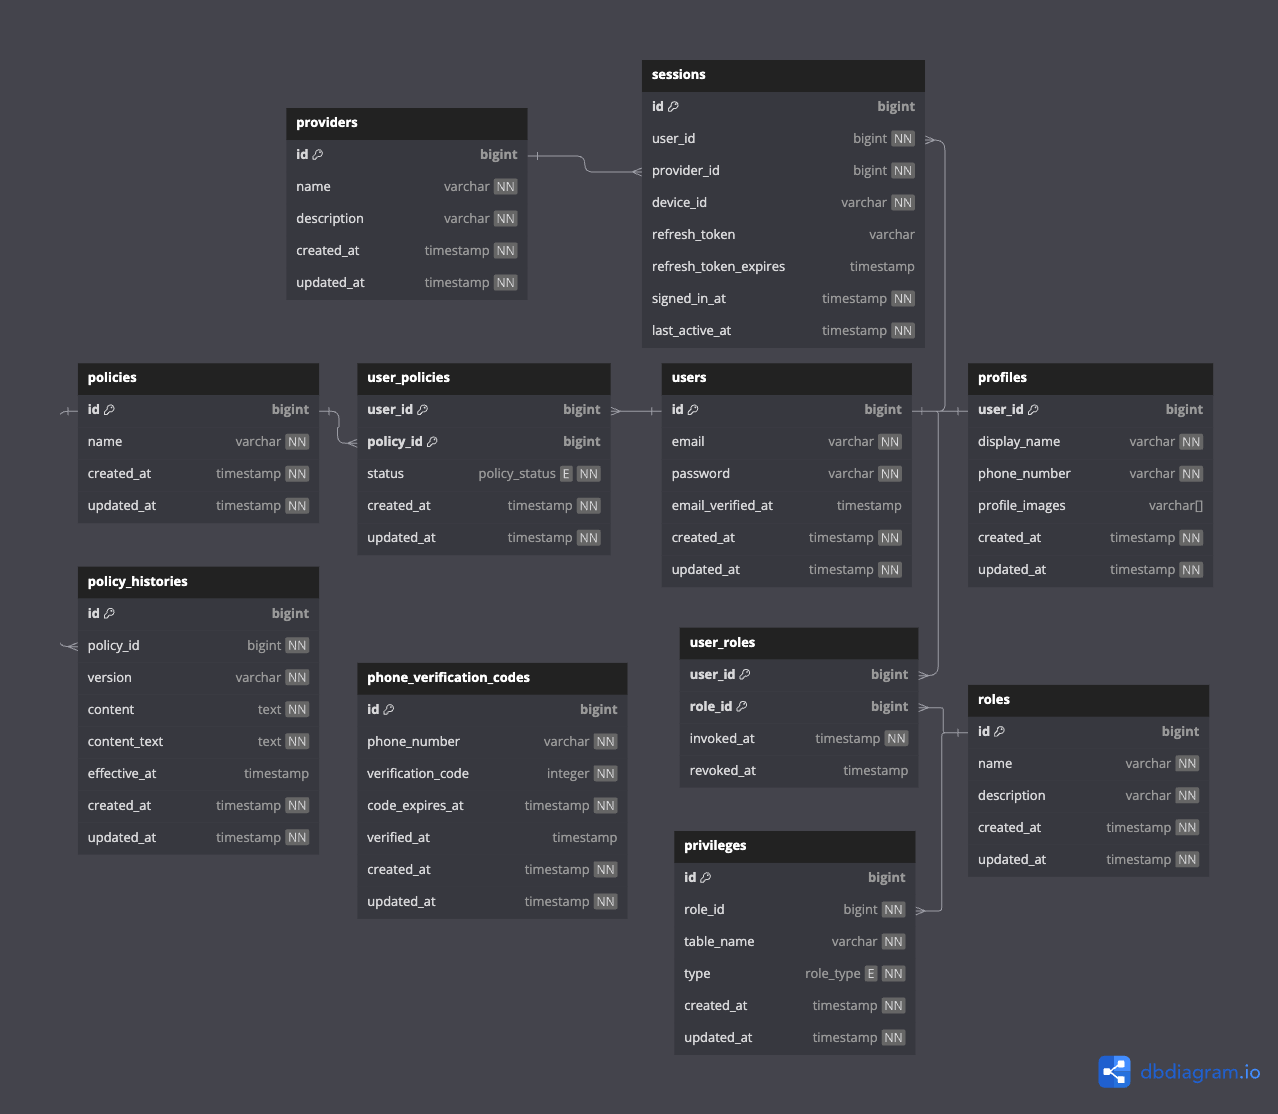 sessions
id bigint
user_id bigint NN
provider_id bigint NN
device_id varchar NN
refresh_token varchar
refresh_token_expires timestamp
signed_in_at timestamp NN
last_active_at timestamp NN
providers
id bigint
name varchar NN
description varchar NN
created_at timestamp NN
updated_at timestamp NN
policies
id bigint
name varchar NN
created_at timestamp NN
updated_at timestamp NN
user_policies
user_id bigint
policy_id bigint
status policy_status E NN
created_at timestamp NN
updated_at timestamp NN
users
id bigint
email varchar NN
password varchar NN
email_verified_at timestamp
created_at timestamp NN
updated_at timestamp NN
profiles
user_id bigint
display_name varchar NN
phone_number varchar NN
profile_images varchar[]
created_at timestamp NN
updated_at timestamp NN
policy_histories
id bigint
policy_id bigint NN
version varchar NN
content text NN
content_text text NN
effective_at timestamp
created_at timestamp NN
updated_at timestamp NN
phone_verification_codes
id bigint
phone_number varchar NN
verification_code integer NN
code_expires_at timestamp NN
verified_at timestamp
created_at timestamp NN
updated_at timestamp NN
user_roles
user_id bigint
role_id bigint
invoked_at timestamp NN
revoked_at timestamp
roles
id bigint
name varchar NN
description varchar NN
created_at timestamp NN
updated_at timestamp NN
privileges
id bigint
role_id bigint NN
table_name varchar NN
type role_type E NN
created_at timestamp NN
updated_at timestamp NN
dbdiagram.io